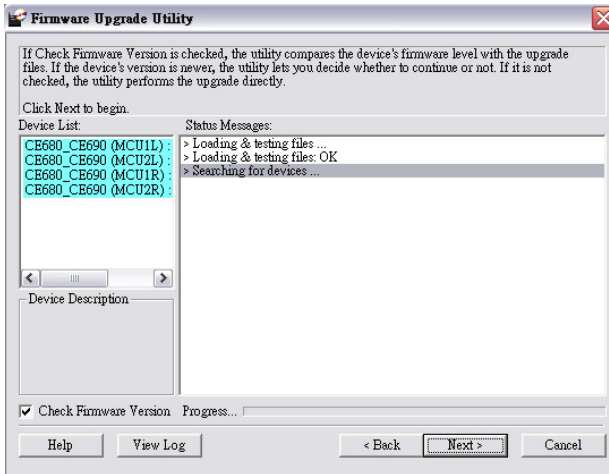 Firmware Upgrade Utility
If Check Firmware Version is checked, the utility compares the device's firmware level with the upgrade
files. If the device's version is newer, the utility lets you decide whether to continue or not. If it is not
checked, the utility performs the upgrade directly.
Click Next to begin.
Device List:
Status Messages:
CE680_CE690 (MCU1L) :
CE680_CE690 (MCU2L) :
CE680_CE690 (MCU1R) :
CE680_CE690 (MCU2R) :
> Loading & testing files ...
> Loading & testing files: OK
> Searching for devices ...
Device Description
Check Firmware Version
Progress...
Help
View Log
< Back
Next >
Cancel